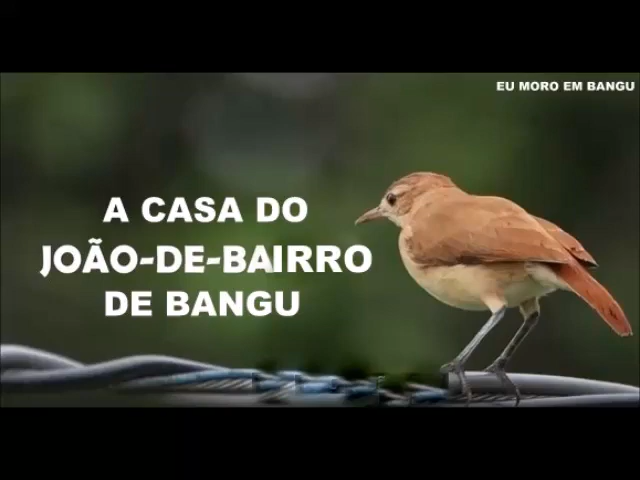 EU MORO EM BANGU
A CASA DO
JOÃO-DE-BAIRRO
DE BANGU